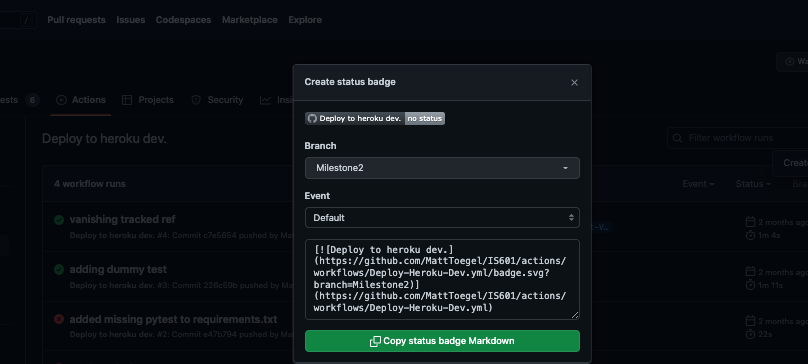 /
Pull requests
Issues
Codespaces
Marketplace
Explore
Create status badge
×
Deploy to heroku dev. no status
Branch
Milestone2
Event
Default
[![Deploy to heroku dev.]
(https://github.com/MattToegel/IS601/actions/
workflows/Deploy-Heroku-Dev.yml/badge.svg?
branch=Milestone2)]
(https://github.com/MattToegel/IS601/actions/
workflows/Deploy-Heroku-Dev.yml)
Copy status badge Markdown
ests 6
Actions
Projects
Security
Insi
Deploy to heroku dev.
Filter workflow runs
Creat
4 workflow runs
Event
Status
vanishing tracked ref
Deploy to heroku dev. #4: Commit c7e5654 pushed by Ma
2 months ago
1m 4s
adding dummy test
Deploy to heroku dev. #3: Commit 226c59b pushed by Ma
2 months ago
1m 11s
added missing pytest to requirements.txt
Deploy to heroku dev. #2: Commit e47b794 pushed by Ma
2 months ago
22s